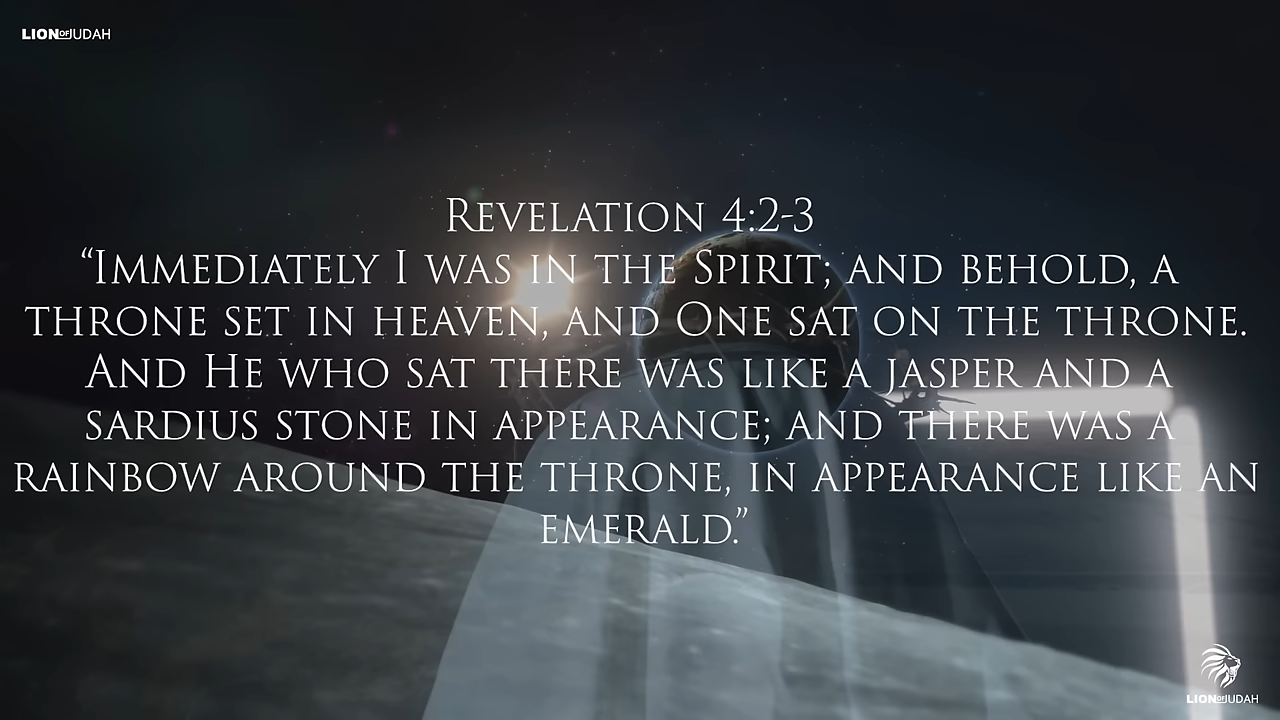 LION OF JUDAH
Revelation 4:2-3
“Immediately I was in the Spirit; and behold, a
throne set in heaven, and One sat on the throne.
And He who sat there was like a jasper and a
sardius stone in appearance; and there was a
rainbow around the throne, in appearance like an
emerald.”
LION OF JUDAH